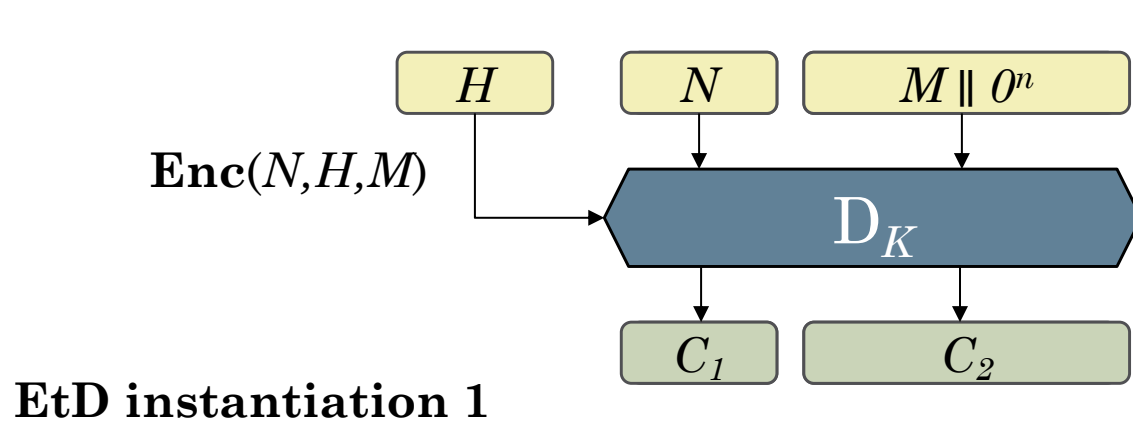 H N M ∥ 0ⁿ
Enc(N,H,M)
D_K
C₁ C₂
EtD instantiation 1